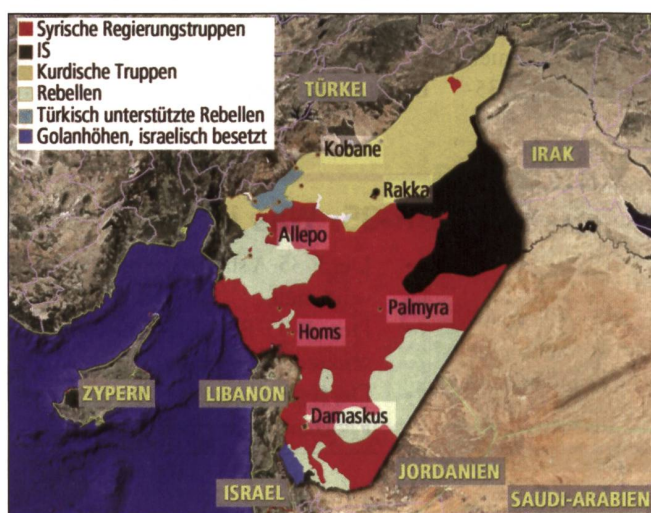 Syrische Regierungstruppen
IS
Kurdische Truppen
Rebellen
Türkisch unterstützte Rebellen
Golanhöhen, israelisch besetzt
TÜRKEI
Kobane
IRAK
Rakka
Allepo
Palmyra
Homs
ZYPERN
LIBANON
Damaskus
JORDANIEN
ISRAEL
SAUDI-ARABIEN